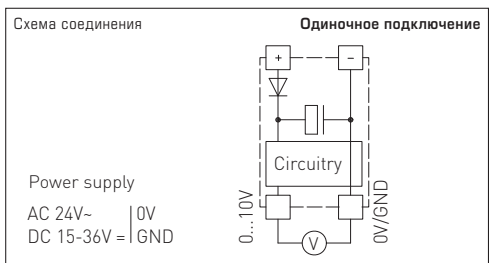 Схема соединения
Одиночное подключение
+ –
Circuitry
Power supply
AC 24V~ | 0V
DC 15-36V = | GND
0...10V
0V/GND
V